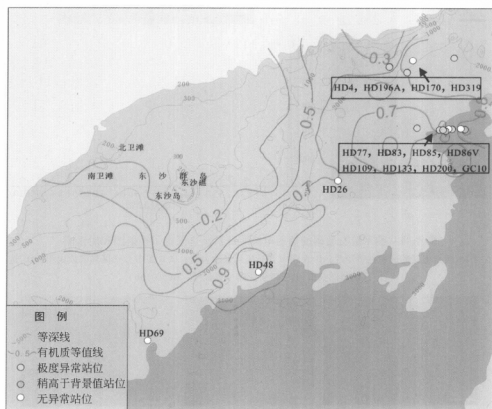 0.3
HD4, HD196A, HD170, HD319
0.5
0.7
HD77, HD83, HD85, HD86V
HD109, HD133, HD200, GC10
北卫滩
南卫滩
东 沙 群 岛
东沙礁
东沙岛
HD26
0.7
0.2
0.5
0.9
HD48
HD69
图 例
等深线
0.5 有机质等值线
极度异常站位
稍高于背景值站位
无异常站位